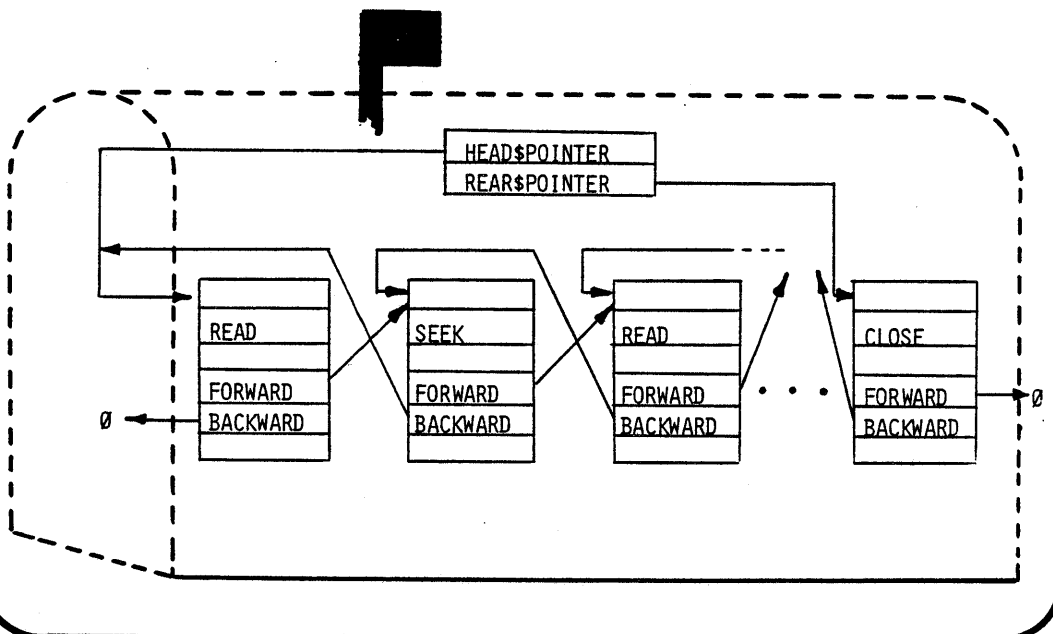 HEAD$POINTER
REAR$POINTER
READ
SEEK
READ
CLOSE
FORWARD
FORWARD
FORWARD
• • •
FORWARD
Ø
Ø
BACKWARD
BACKWARD
BACKWARD
BACKWARD